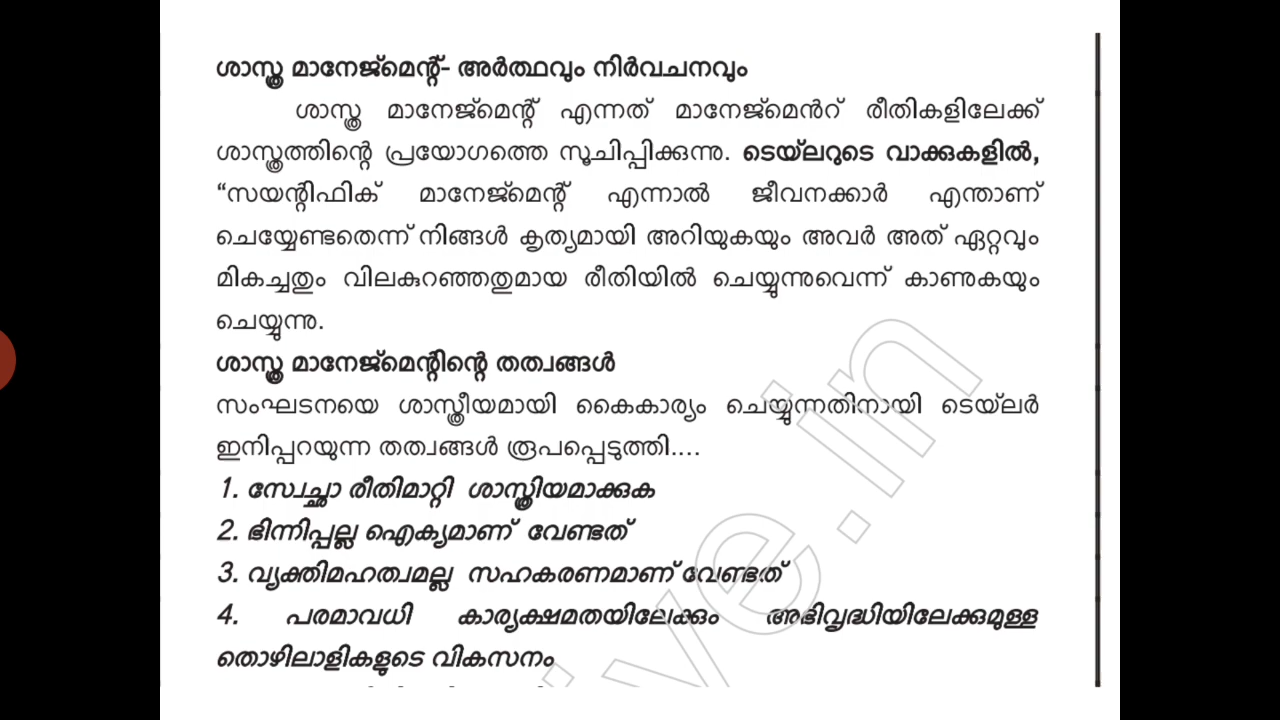 ശാസ്ത്ര മാനേജ്മെന്റ്- അർത്ഥവും നിർവചനവും
ശാസ്ത്ര മാനേജ്മെന്റ് എന്നത് മാനേജ്മെൻറ് രീതികളിലേക്ക്
ശാസ്ത്രത്തിന്റെ പ്രയോഗത്തെ സൂചിപ്പിക്കുന്നു. ടെയ്ലറുടെ വാക്കുകളിൽ,
“സയന്റിഫിക് മാനേജ്മെന്റ് എന്നാൽ ജീവനക്കാർ എന്താണ്
ചെയ്യേണ്ടതെന്ന് നിങ്ങൾ കൃത്യമായി അറിയുകയും അവർ അത് ഏറ്റവും
മികച്ചതും വിലകുറഞ്ഞതുമായ രീതിയിൽ ചെയ്യുന്നുവെന്ന് കാണുകയും
ചെയ്യുന്നു.
ശാസ്ത്ര മാനേജ്മെന്റിന്റെ തത്വങ്ങൾ
സംഘടനയെ ശാസ്ത്രീയമായി കൈകാര്യം ചെയ്യുന്നതിനായി ടെയ്ലർ
ഇനിപ്പറയുന്ന തത്വങ്ങൾ രൂപപ്പെടുത്തി....
1. സ്വേച്ഛാ രീതിമാറ്റി ശാസ്ത്രിയമാക്കുക
2. ഭിന്നിപ്പല്ല ഐക്യമാണ് വേണ്ടത്
3. വ്യക്തിമഹത്വമല്ല സഹകരണമാണ് വേണ്ടത്
4. പരമാവധി കാര്യക്ഷമതയിലേക്കും അഭിവൃദ്ധിയിലേക്കുമുള്ള
തൊഴിലാളികളുടെ വികസനം